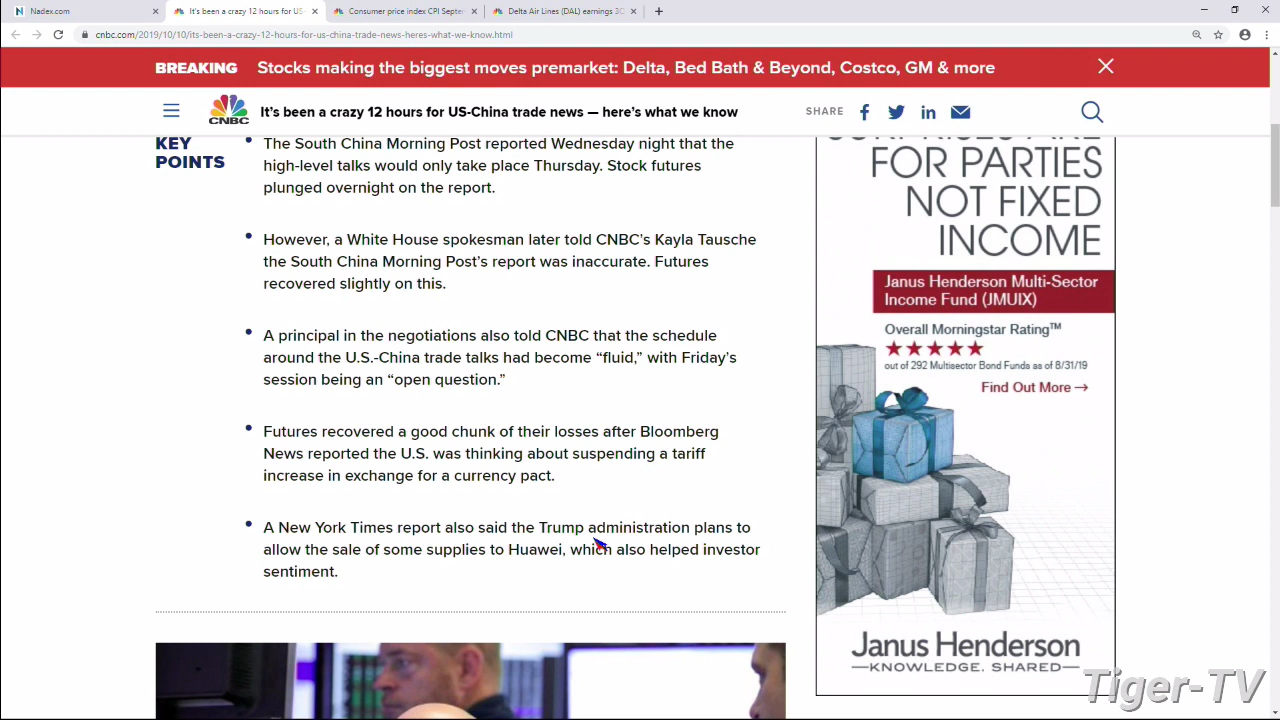 Nadex.com
It's been a crazy 12 hours for US-
Consumer price index CPI Septem
Delta Air Lines (DAL) earnings 3Q
cnbc.com/2019/10/10/its-been-a-crazy-12-hours-for-us-china-trade-news-heres-what-we-know.html
BREAKING Stocks making the biggest moves premarket: Delta, Bed Bath & Beyond, Costco, GM & more
CNBC
It's been a crazy 12 hours for US-China trade news — here's what we know
SHARE
KEY
POINTS
• The South China Morning Post reported Wednesday night that the
high-level talks would only take place Thursday. Stock futures
plunged overnight on the report.
• However, a White House spokesman later told CNBC's Kayla Tausche
the South China Morning Post's report was inaccurate. Futures
recovered slightly on this.
• A principal in the negotiations also told CNBC that the schedule
around the U.S.-China trade talks had become “fluid,” with Friday's
session being an “open question.”
• Futures recovered a good chunk of their losses after Bloomberg
News reported the U.S. was thinking about suspending a tariff
increase in exchange for a currency pact.
• A New York Times report also said the Trump administration plans to
allow the sale of some supplies to Huawei, which also helped investor
sentiment.
SURPRISES ARE
FOR PARTIES
NOT FIXED
INCOME
Janus Henderson Multi-Sector
Income Fund (JMUIX)
Overall Morningstar Rating™
★★★★★
out of 292 Multisector Bond Funds as of 8/31/19
Find Out More →
Janus Henderson
KNOWLEDGE. SHARED
Tiger-TV